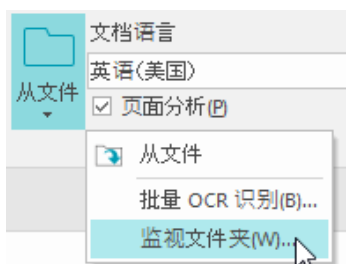 文档语言
英语(美国)
从文件
页面分析(P)
从文件
批量 OCR 识别(B)...
监视文件夹(W)...